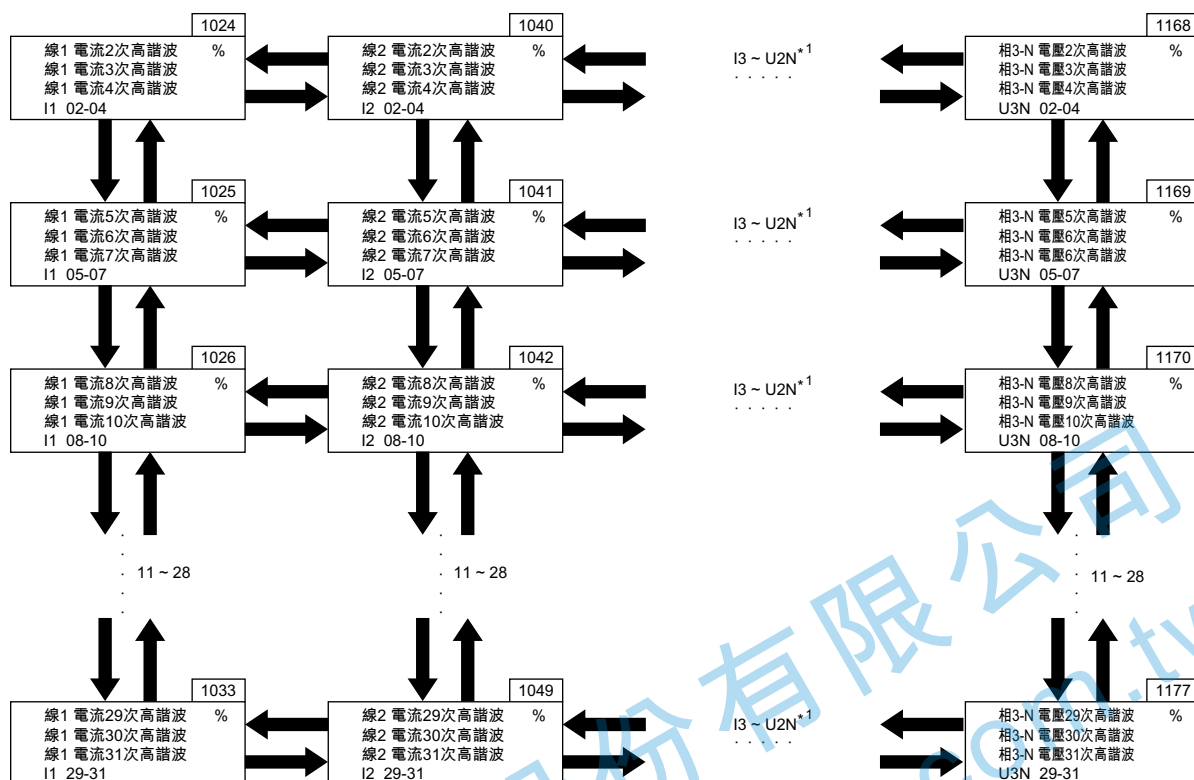 1024
線1 電流2次高諧波 %
線1 電流3次高諧波
線1 電流4次高諧波
I1 02-04
1040
線2 電流2次高諧波 %
線2 電流3次高諧波
線2 電流4次高諧波
I2 02-04
I3 ~ U2N*1
. . . . .
1168
相3-N 電壓2次高諧波 %
相3-N 電壓3次高諧波
相3-N 電壓4次高諧波
U3N 02-04
1025
線1 電流5次高諧波 %
線1 電流6次高諧波
線1 電流7次高諧波
I1 05-07
1041
線2 電流5次高諧波 %
線2 電流6次高諧波
線2 電流7次高諧波
I2 05-07
I3 ~ U2N*1
. . . . .
1169
相3-N 電壓5次高諧波 %
相3-N 電壓6次高諧波
相3-N 電壓6次高諧波
U3N 05-07
1026
線1 電流8次高諧波 %
線1 電流9次高諧波
線1 電流10次高諧波
I1 08-10
1042
線2 電流8次高諧波 %
線2 電流9次高諧波
線2 電流10次高諧波
I2 08-10
I3 ~ U2N*1
. . . . .
1170
相3-N 電壓8次高諧波 %
相3-N 電壓9次高諧波
相3-N 電壓10次高諧波
U3N 08-10
11 ~ 28
11 ~ 28
11 ~ 28
1033
線1 電流29次高諧波 %
線1 電流30次高諧波
線1 電流31次高諧波
I1 29-31
1049
線2 電流29次高諧波 %
線2 電流30次高諧波
線2 電流31次高諧波
I2 29-31
I3 ~ U2N*1
. . . . .
1177
相3-N 電壓29次高諧波 %
相3-N 電壓30次高諧波
相3-N 電壓31次高諧波
U3N 29-31
份有限公司
com.tw